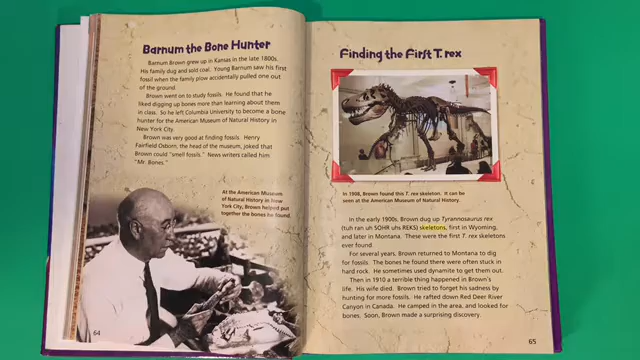 Barnum the Bone Hunter
Barnum Brown grew up in Kansas in the late 1800s.
His family dug and sold coal. Young Barnum saw his first
fossil when the family plow accidentally pulled one out
of the ground.
Brown went on to study fossils. He found that he
liked digging up bones more than learning about them
in class. So he left Columbia University to become a bone
hunter for the American Museum of Natural History in
New York City.
Brown was very good at finding fossils. Henry
Fairfield Osborn, the head of the museum, joked that
Brown could "smell fossils." News writers called him
"Mr. Bones."
At the American Museum
of Natural History in New
York City, Brown helped put
together the bones he found.
64
Finding the First T. rex
In 1908, Brown found this T. rex skeleton. It can be
seen at the American Museum of Natural History.
In the early 1900s, Brown dug up Tyrannosaurus rex
(tuh ran uh SOHR uhs REKS) skeletons, first in Wyoming,
and later in Montana. These were the first T. rex skeletons
ever found.
For several years, Brown returned to Montana to dig
for fossils. The bones he found there were often stuck in
hard rock. He sometimes used dynamite to get them out.
Then in 1910 a terrible thing happened in Brown's
life. His wife died. Brown tried to forget his sadness by
hunting for more fossils. He rafted down Red Deer River
Canyon in Canada. He camped in the area, and looked for
bones. Soon, Brown made a surprising discovery.
65